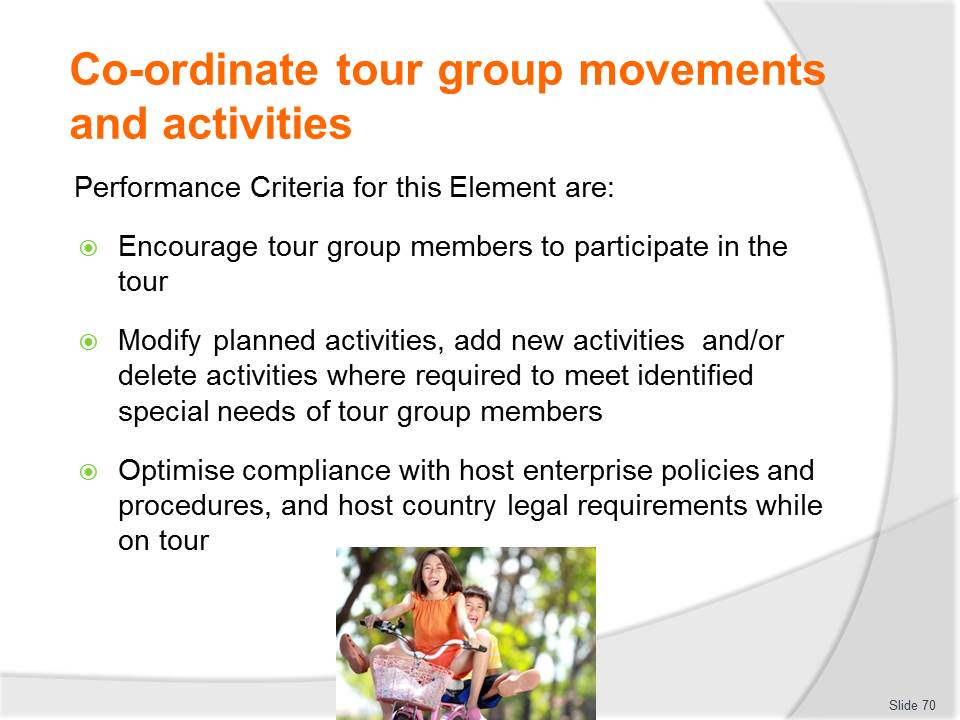 Co-ordinate tour group movements
and activities
Performance Criteria for this Element are:
Encourage tour group members to participate in the
tour
Modify planned activities, add new activities  and/or
delete activities where required to meet identified
special needs of tour group members
Optimise compliance with host enterprise policies and
procedures, and host country legal requirements while
on tour
Slide 70